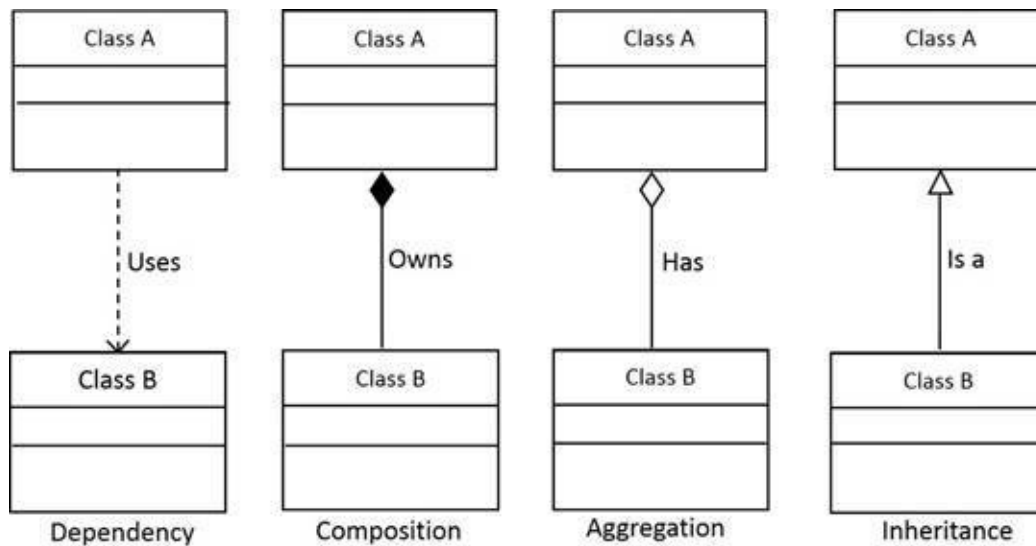 Class A
Class A
Class A
Class A
Uses
Owns
Has
Is a
Class B
Class B
Class B
Class B
Dependency
Composition
Aggregation
Inheritance